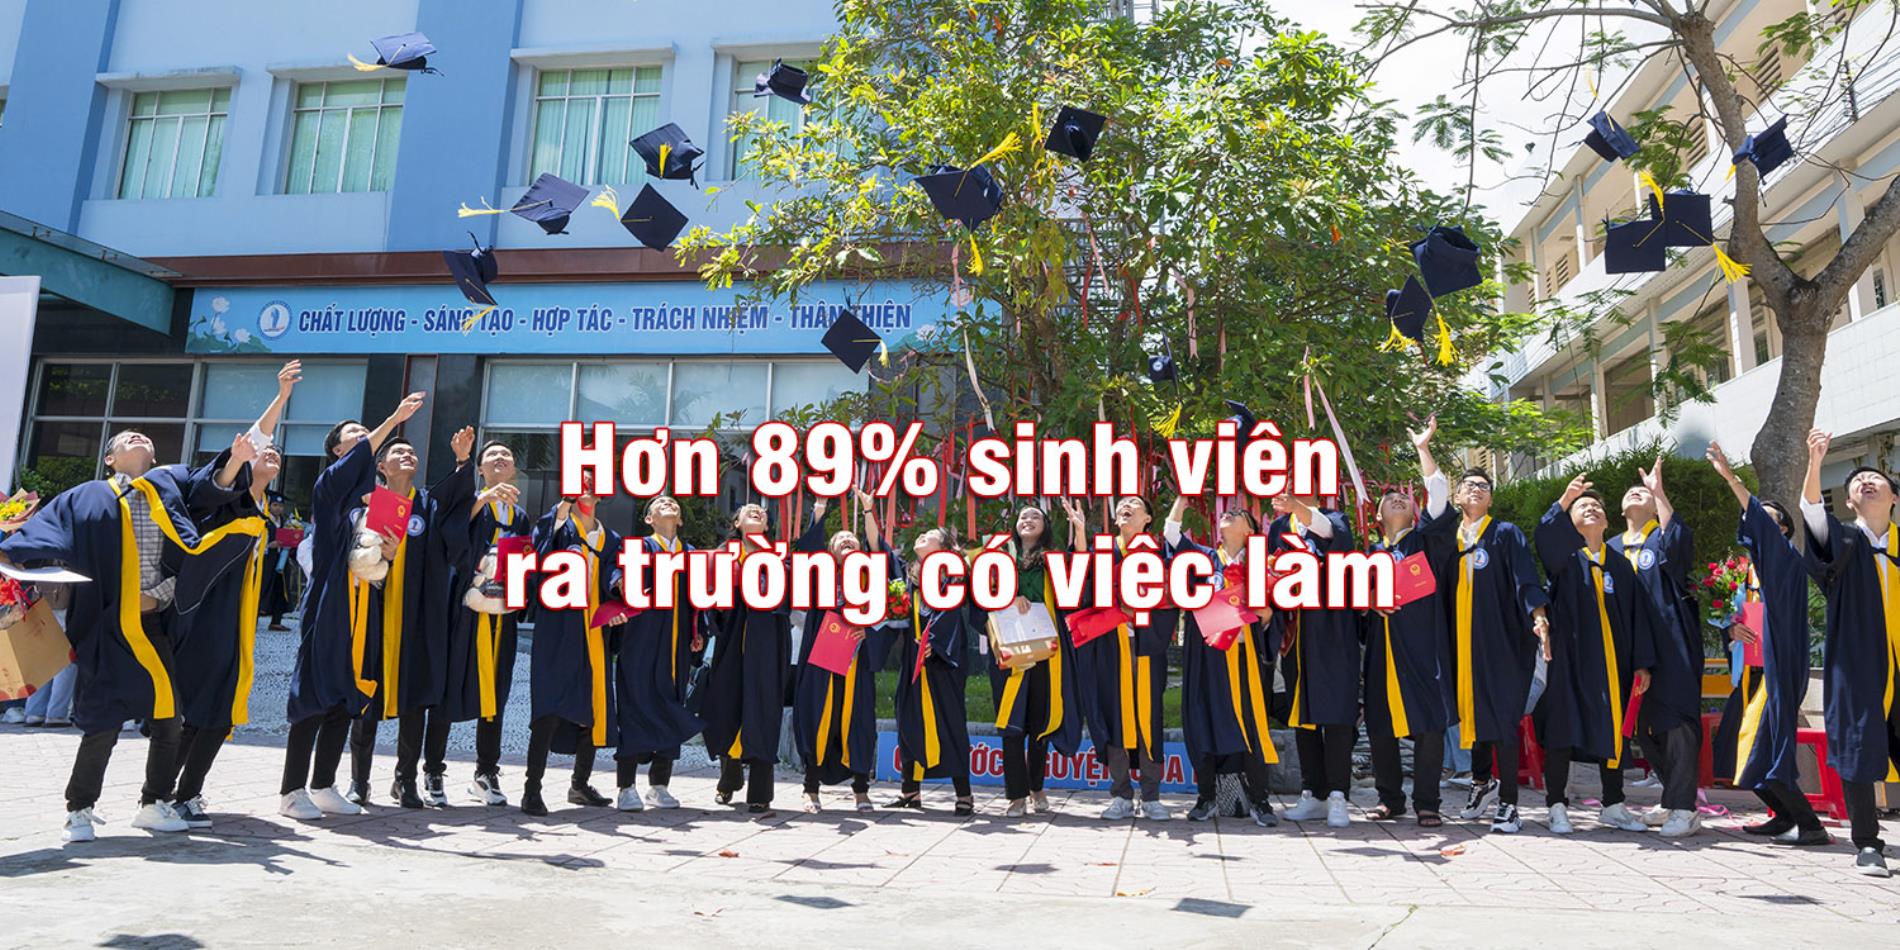 CHẤT LƯỢNG - SÁNG TẠO - HỢP TÁC - TRÁCH NHIỆM - THÂN THIỆN
Hơn 89% sinh viên
ra trường có việc làm